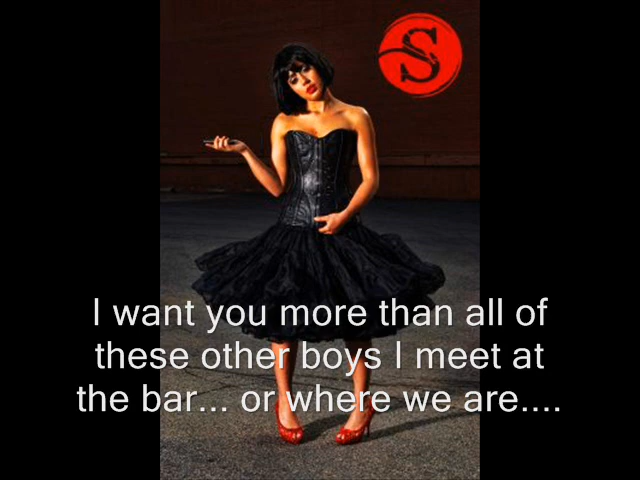 S
I want you more than all of
these other boys I meet at
the bar... or where we are....